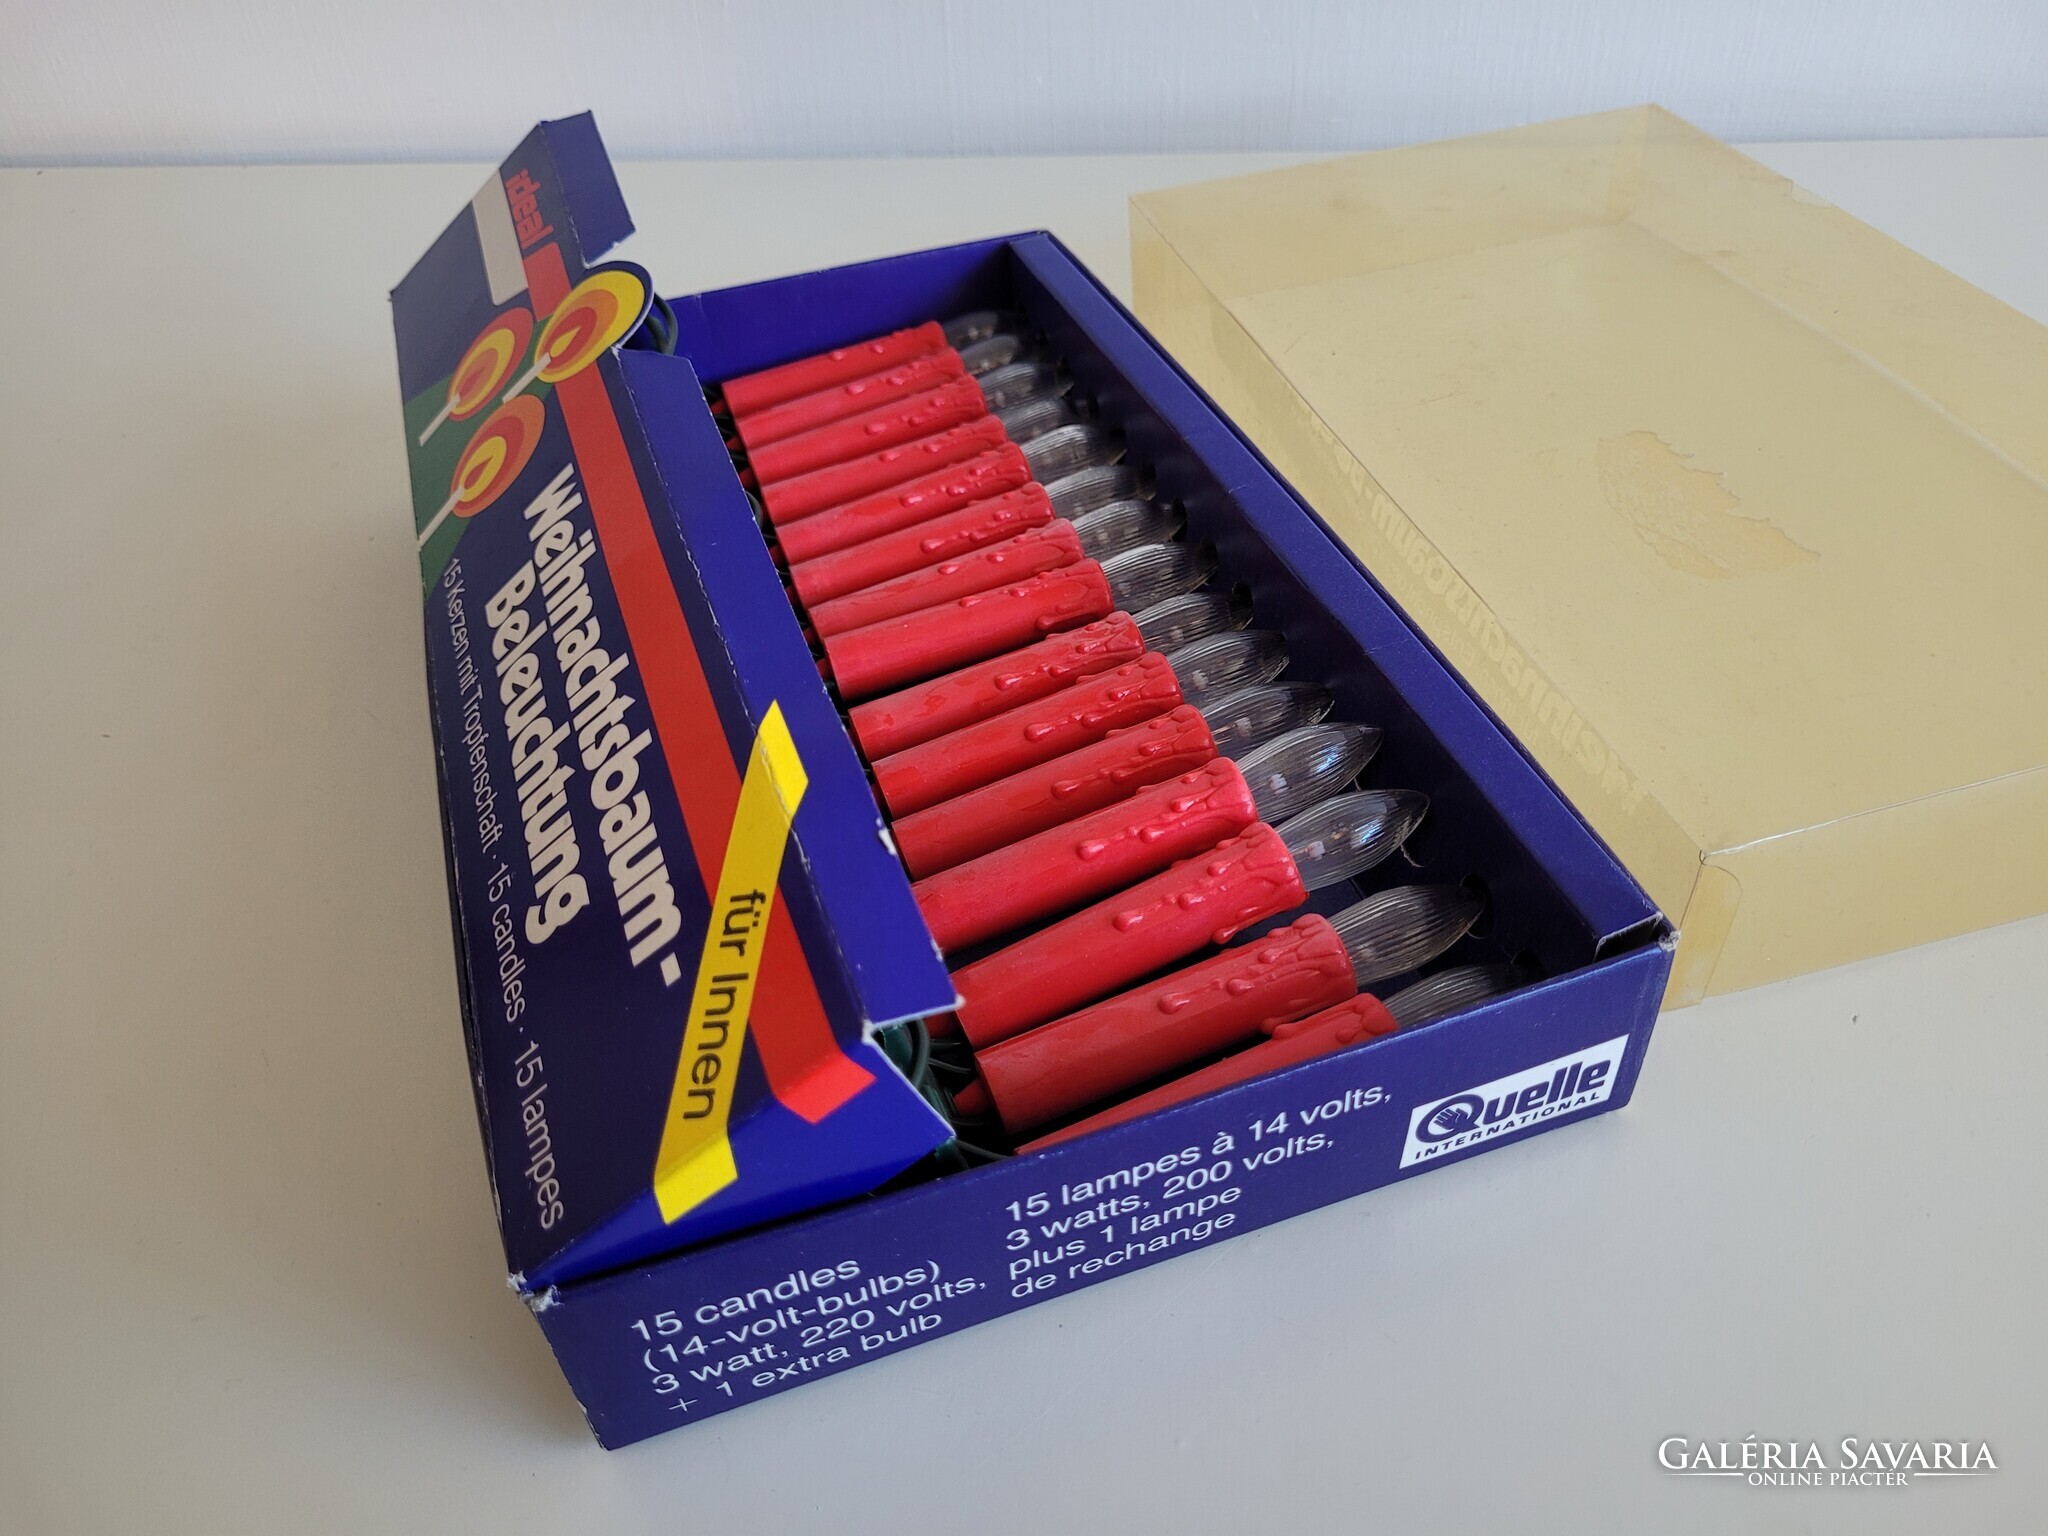 ideal
Weihnachtsbaum-
Beleuchtung
15 Kerzen mit Tropfenschaft · 15 candles · 15 lampes
für Innen
15 candles
(14-volt-bulbs)
3 watt, 220 volts,
+ 1 extra bulb
15 lampes à 14 volts,
3 watts, 200 volts,
plus 1 lampe
de rechange
Quelle
INTERNATIONAL
GALÉRIA SAVARIA
ONLINE PIACTÉR